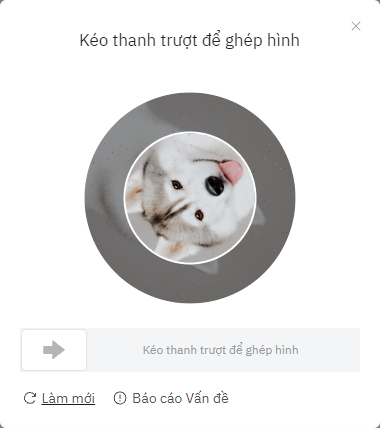 Kéo thanh trượt để ghép hình
Kéo thanh trượt để ghép hình
Làm mới
Báo cáo Vấn đề